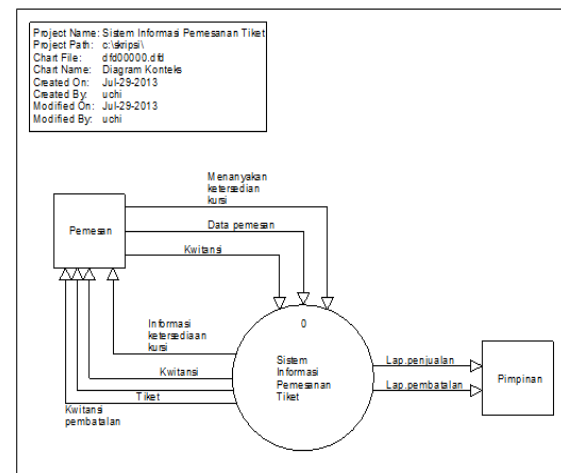 Project Name: Sistem Informasi Pemesanan Tiket
Project Path: c:\skripsi\
Chart File: dfd00000.dfd
Chart Name: Diagram Konteks
Created On: Jul-29-2013
Created By: uchi
Modified On: Jul-29-2013
Modified By: uchi
Menanyakan
ketersedian
kursi
Pemesan
Data pemesan
Kwitansi
Informasi
ketersediaan
kursi
Kwitansi
Tiket
Kwitansi
pembatalan
0
Sistem
Informasi
Pemesanan
Tiket
Lap.penjualan
Lap.pembatalan
Pimpinan